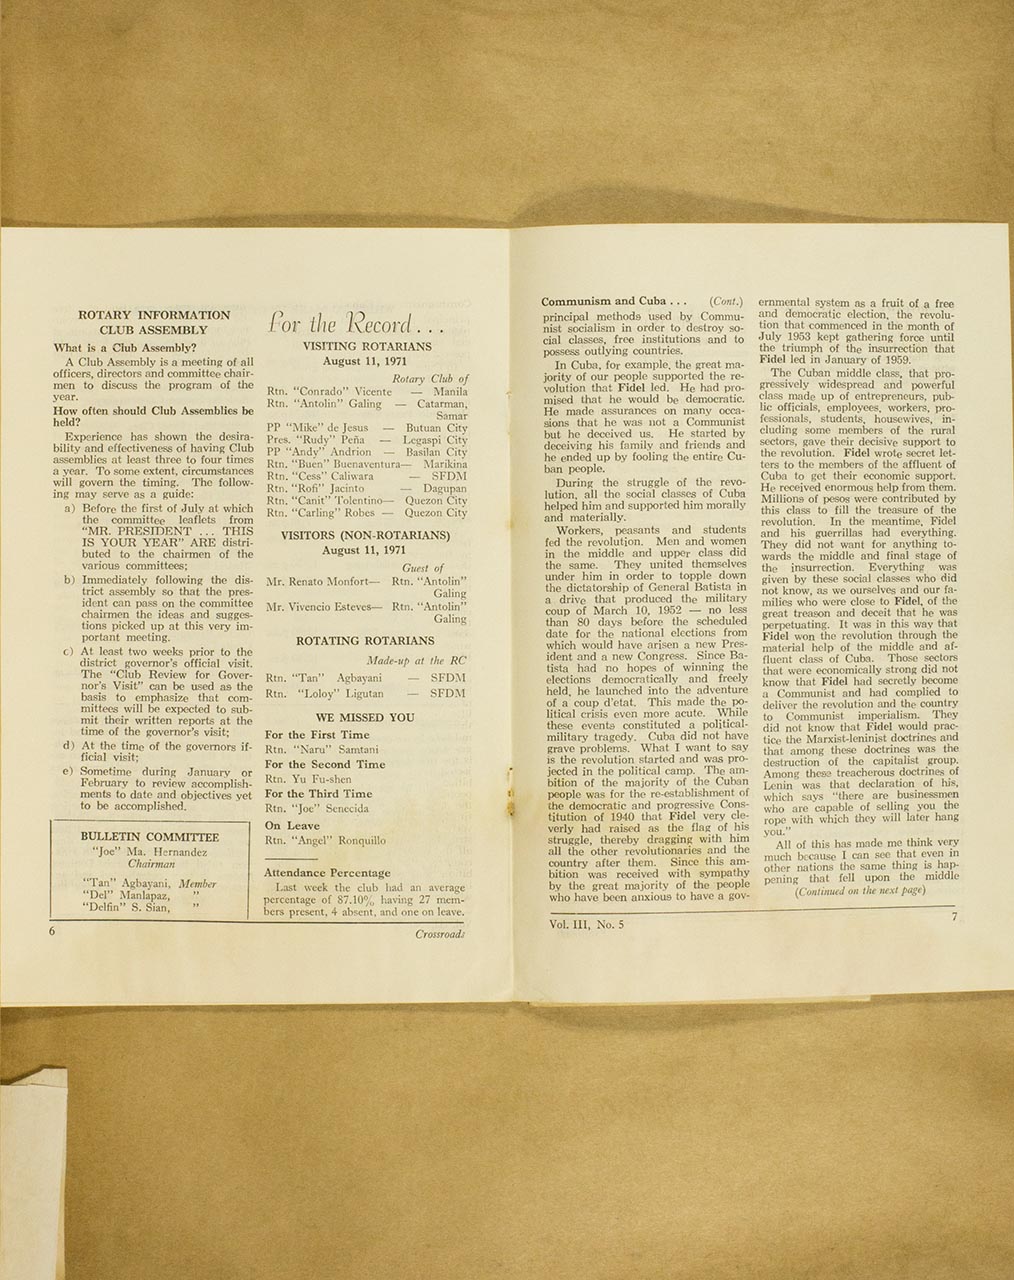 ROTARY INFORMATION
CLUB ASSEMBLY
What is a Club Assembly?
A Club Assembly is a meeting of all
officers, directors and committee chair-
men to discuss the program of the
year.
How often should Club Assemblies be
held?
Experience has shown the desira-
bility and effectiveness of having Club
assemblies at least three to four times
a year. To some extent, circumstances
will govern the timing. The follow-
ing may serve as a guide:
a) Before the first of July at which
the committee leaflets from
"MR. PRESIDENT ... THIS
IS YOUR YEAR" ARE distri-
buted to the chairmen of the
various committees;
b) Immediately following the dis-
trict assembly so that the pres-
ident can pass on the committee
chairmen the ideas and sugges-
tions picked up at this very im-
portant meeting.
c) At least two weeks prior to the
district governor's official visit.
The "Club Review for Gover-
nor's Visit" can be used as the
basis to emphasize that com-
mittees will be expected to sub-
mit their written reports at the
time of the governor's visit;
d) At the time of the governors if-
ficial visit;
e) Sometime during January or
February to review accomplish-
ments to date and objectives yet
to be accomplished.
BULLETIN COMMITTEE
"Joe" Ma. Hernandez
Chairman
"Tan" Agbayani, Member
"Del" Manlapaz, "
"Delfin" S. Sian, "
6
For the Record...
VISITING ROTARIANS
August 11, 1971
Rotary Club of
Rtn. "Conrado" Vicente — Manila
Rtn. "Antolin" Galing — Catarman,
Samar
PP "Mike" de Jesus — Butuan City
Pres. "Rudy" Peña — Legaspi City
PP "Andy" Andrion — Basilan City
Rtn. "Buen" Buenaventura— Marikina
Rtn. "Cess" Caliwara — SFDM
Rtn. "Rofi" Jacinto — Dagupan
Rtn. "Canit" Tolentino— Quezon City
Rtn. "Carling" Robes — Quezon City
VISITORS (NON-ROTARIANS)
August 11, 1971
Guest of
Mr. Renato Monfort— Rtn. "Antolin"
Galing
Mr. Vivencio Esteves— Rtn. "Antolin"
Galing
ROTATING ROTARIANS
Made-up at the RC
Rtn. "Tan" Agbayani — SFDM
Rtn. "Loloy" Ligutan — SFDM
WE MISSED YOU
For the First Time
Rtn. "Naru" Samtani
For the Second Time
Rtn. Yu Fu-shen
For the Third Time
Rtn. "Joe" Senecida
On Leave
Rtn. "Angel" Ronquillo
Attendance Percentage
Last week the club had an average
percentage of 87.10% having 27 mem-
bers present, 4 absent, and one on leave.
Crossroads
Communism and Cuba ... (Cont.)
principal methods used by Commu-
nist socialism in order to destroy so-
cial classes, free institutions and to
possess outlying countries.
In Cuba, for example, the great ma-
jority of our people supported the re-
volution that Fidel led. He had pro-
mised that he would be democratic.
He made assurances on many occa-
sions that he was not a Communist
but he deceived us. He started by
deceiving his family and friends and
he ended up by fooling the entire Cu-
ban people.
During the struggle of the revo-
lution, all the social classes of Cuba
helped him and supported him morally
and materially.
Workers, peasants and students
fed the revolution. Men and women
in the middle and upper class did
the same. They united themselves
under him in order to topple down
the dictatorship of General Batista in
a drive that produced the military
coup of March 10, 1952 — no less
than 80 days before the scheduled
date for the national elections from
which would have arisen a new Pres-
ident and a new Congress. Since Ba-
tista had no hopes of winning the
elections democratically and freely
held, he launched into the adventure
of a coup d'etat. This made the po-
litical crisis even more acute. While
these events constituted a political-
military tragedy. Cuba did not have
grave problems. What I want to say
is the revolution started and was pro-
jected in the political camp. The am-
bition of the majority of the Cuban
people was for the re-establishment of
the democratic and progressive Cons-
titution of 1940 that Fidel very cle-
verly had raised as the flag of his
struggle, thereby dragging with him
all the other revolutionaries and the
country after them. Since this am-
bition was received with sympathy
by the great majority of the people
who have been anxious to have a gov-
Vol. III, No. 5
ernmental system as a fruit of a free
and democratic election, the revolu-
tion that commenced in the month of
July 1953 kept gathering force until
the triumph of the insurrection that
Fidel led in January of 1959.
The Cuban middle class, that pro-
gressively widespread and powerful
class made up of entrepreneurs, pub-
lic officials, employees, workers, pro-
fessionals, students, housewives, in-
cluding some members of the rural
sectors, gave their decisive support to
the revolution. Fidel wrote secret let-
ters to the members of the affluent of
Cuba to get their economic support.
He received enormous help from them.
Millions of pesos were contributed by
this class to fill the treasure of the
revolution. In the meantime, Fidel
and his guerrillas had everything.
They did not want for anything to-
wards the middle and final stage of
the insurrection. Everything was
given by these social classes who did
not know, as we ourselves and our fa-
milies who were close to Fidel, of the
great treason and deceit that he was
perpetuating. It was in this way that
Fidel won the revolution through the
material help of the middle and af-
fluent class of Cuba. Those sectors
that were economically strong did not
know that Fidel had secretly become
a Communist and had complied to
deliver the revolution and the country
to Communist imperialism. They
did not know that Fidel would prac-
tice the Marxist-leninist doctrines and
that among these doctrines was the
destruction of the capitalist group.
Among these treacherous doctrines of
Lenin was that declaration of his,
which says "there are businessmen
who are capable of selling you the
rope with which they will later hang
you."
All of this has made me think very
much because I can see that even in
other nations the same thing is hap-
pening that fell upon the middle
(Continued on the next page)
7